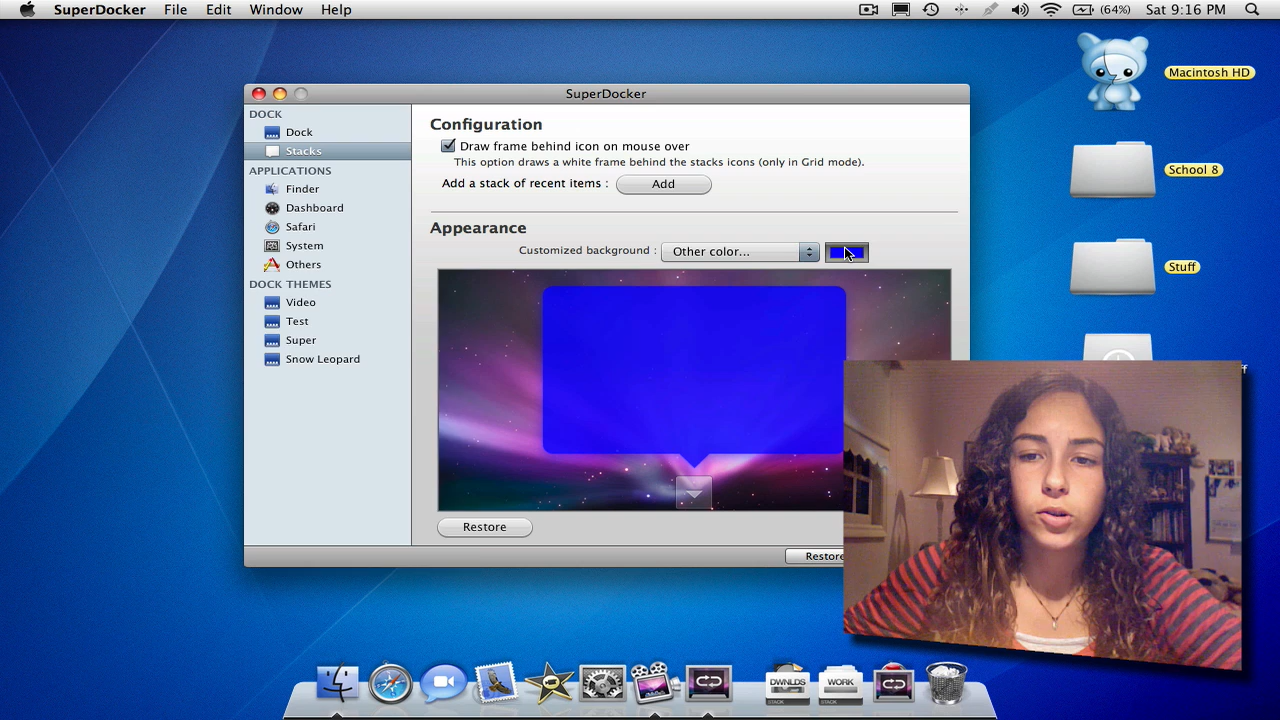 SuperDocker File Edit Window Help (64%) Sat 9:16 PM
Macintosh HD
School 8
Stuff
SuperDocker
DOCK
Dock
Stacks
APPLICATIONS
Finder
Dashboard
Safari
System
Others
DOCK THEMES
Video
Test
Super
Snow Leopard
Configuration
Draw frame behind icon on mouse over
This option draws a white frame behind the stacks icons (only in Grid mode).
Add a stack of recent items : Add
Appearance
Customized background : Other color...
Restore
Restore
DWNLDS
STACK
WORK
STACK
STACK